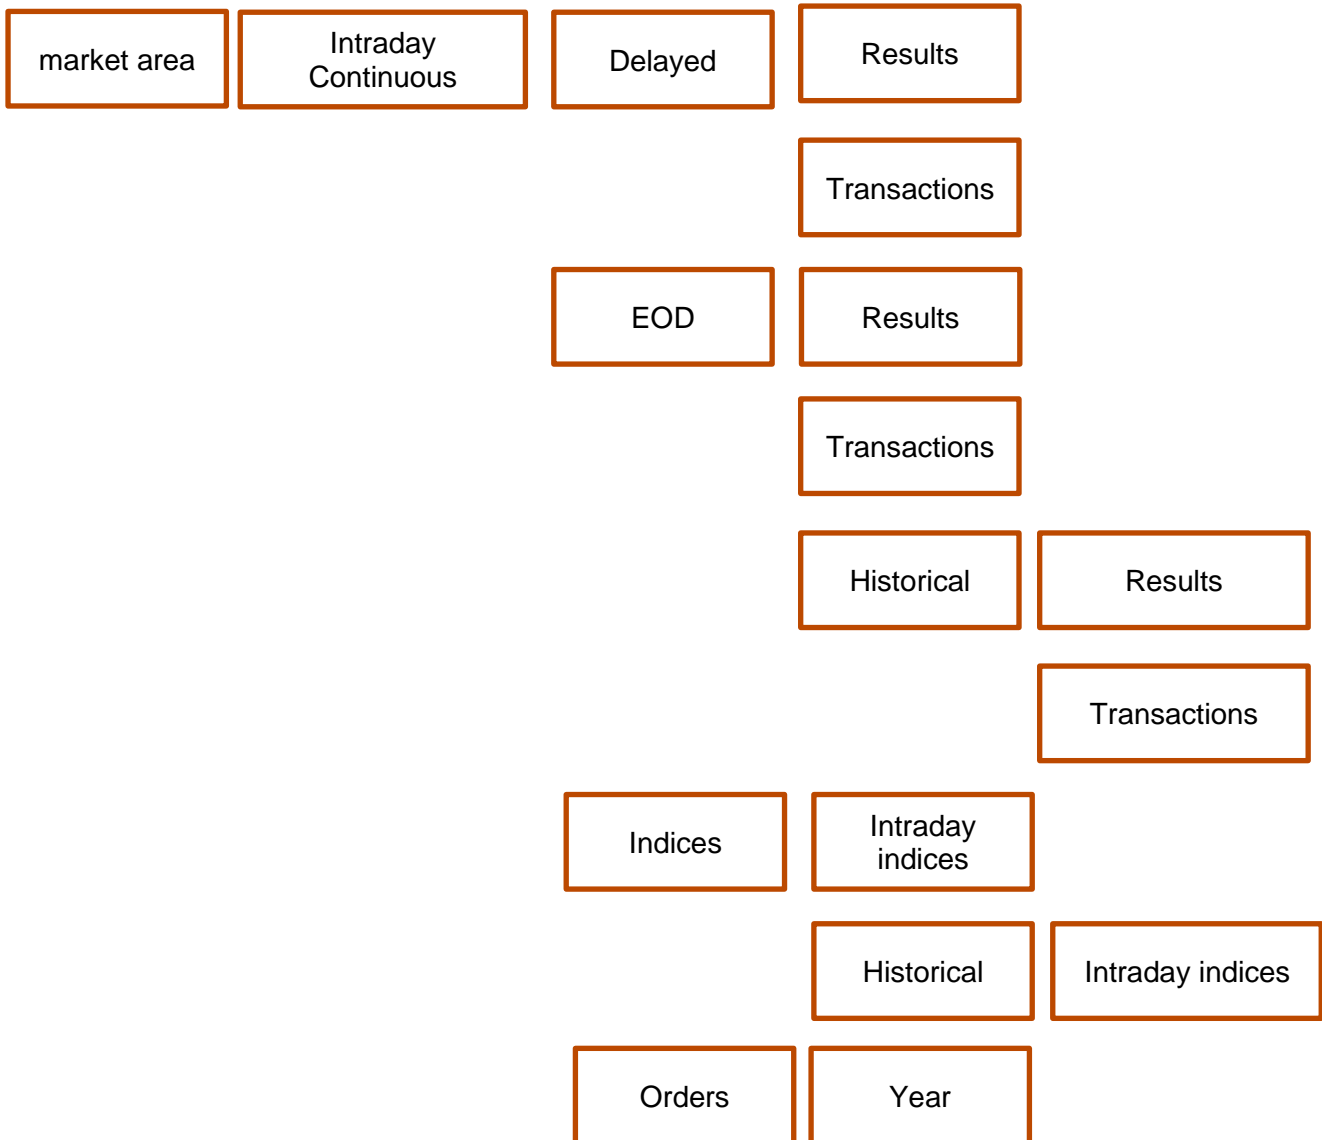 market area
Intraday
Continuous
Delayed
Results
Transactions
EOD
Results
Transactions
Historical
Results
Transactions
Indices
Intraday
indices
Historical
Intraday indices
Orders
Year